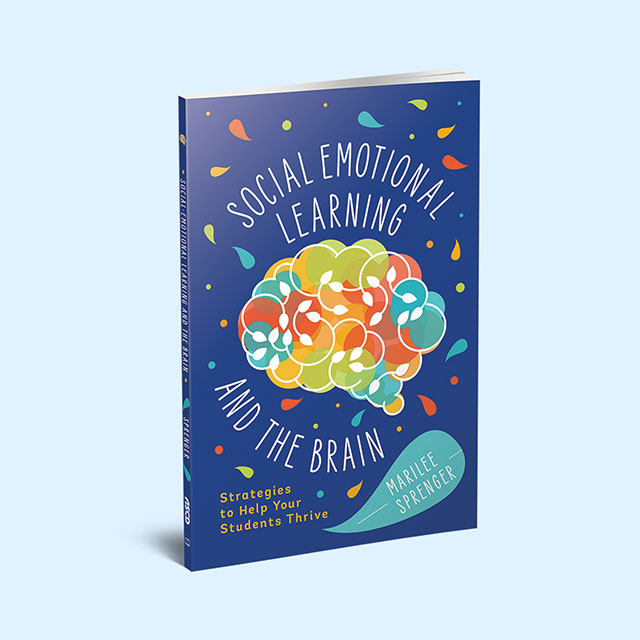 SOCIAL EMOTIONAL
LEARNING
AND THE BRAIN
Strategies
to Help Your
Students Thrive
MARILEE
SPRENGER
SOCIAL EMOTIONAL LEARNING AND THE BRAIN
SPRENGER
ASCD